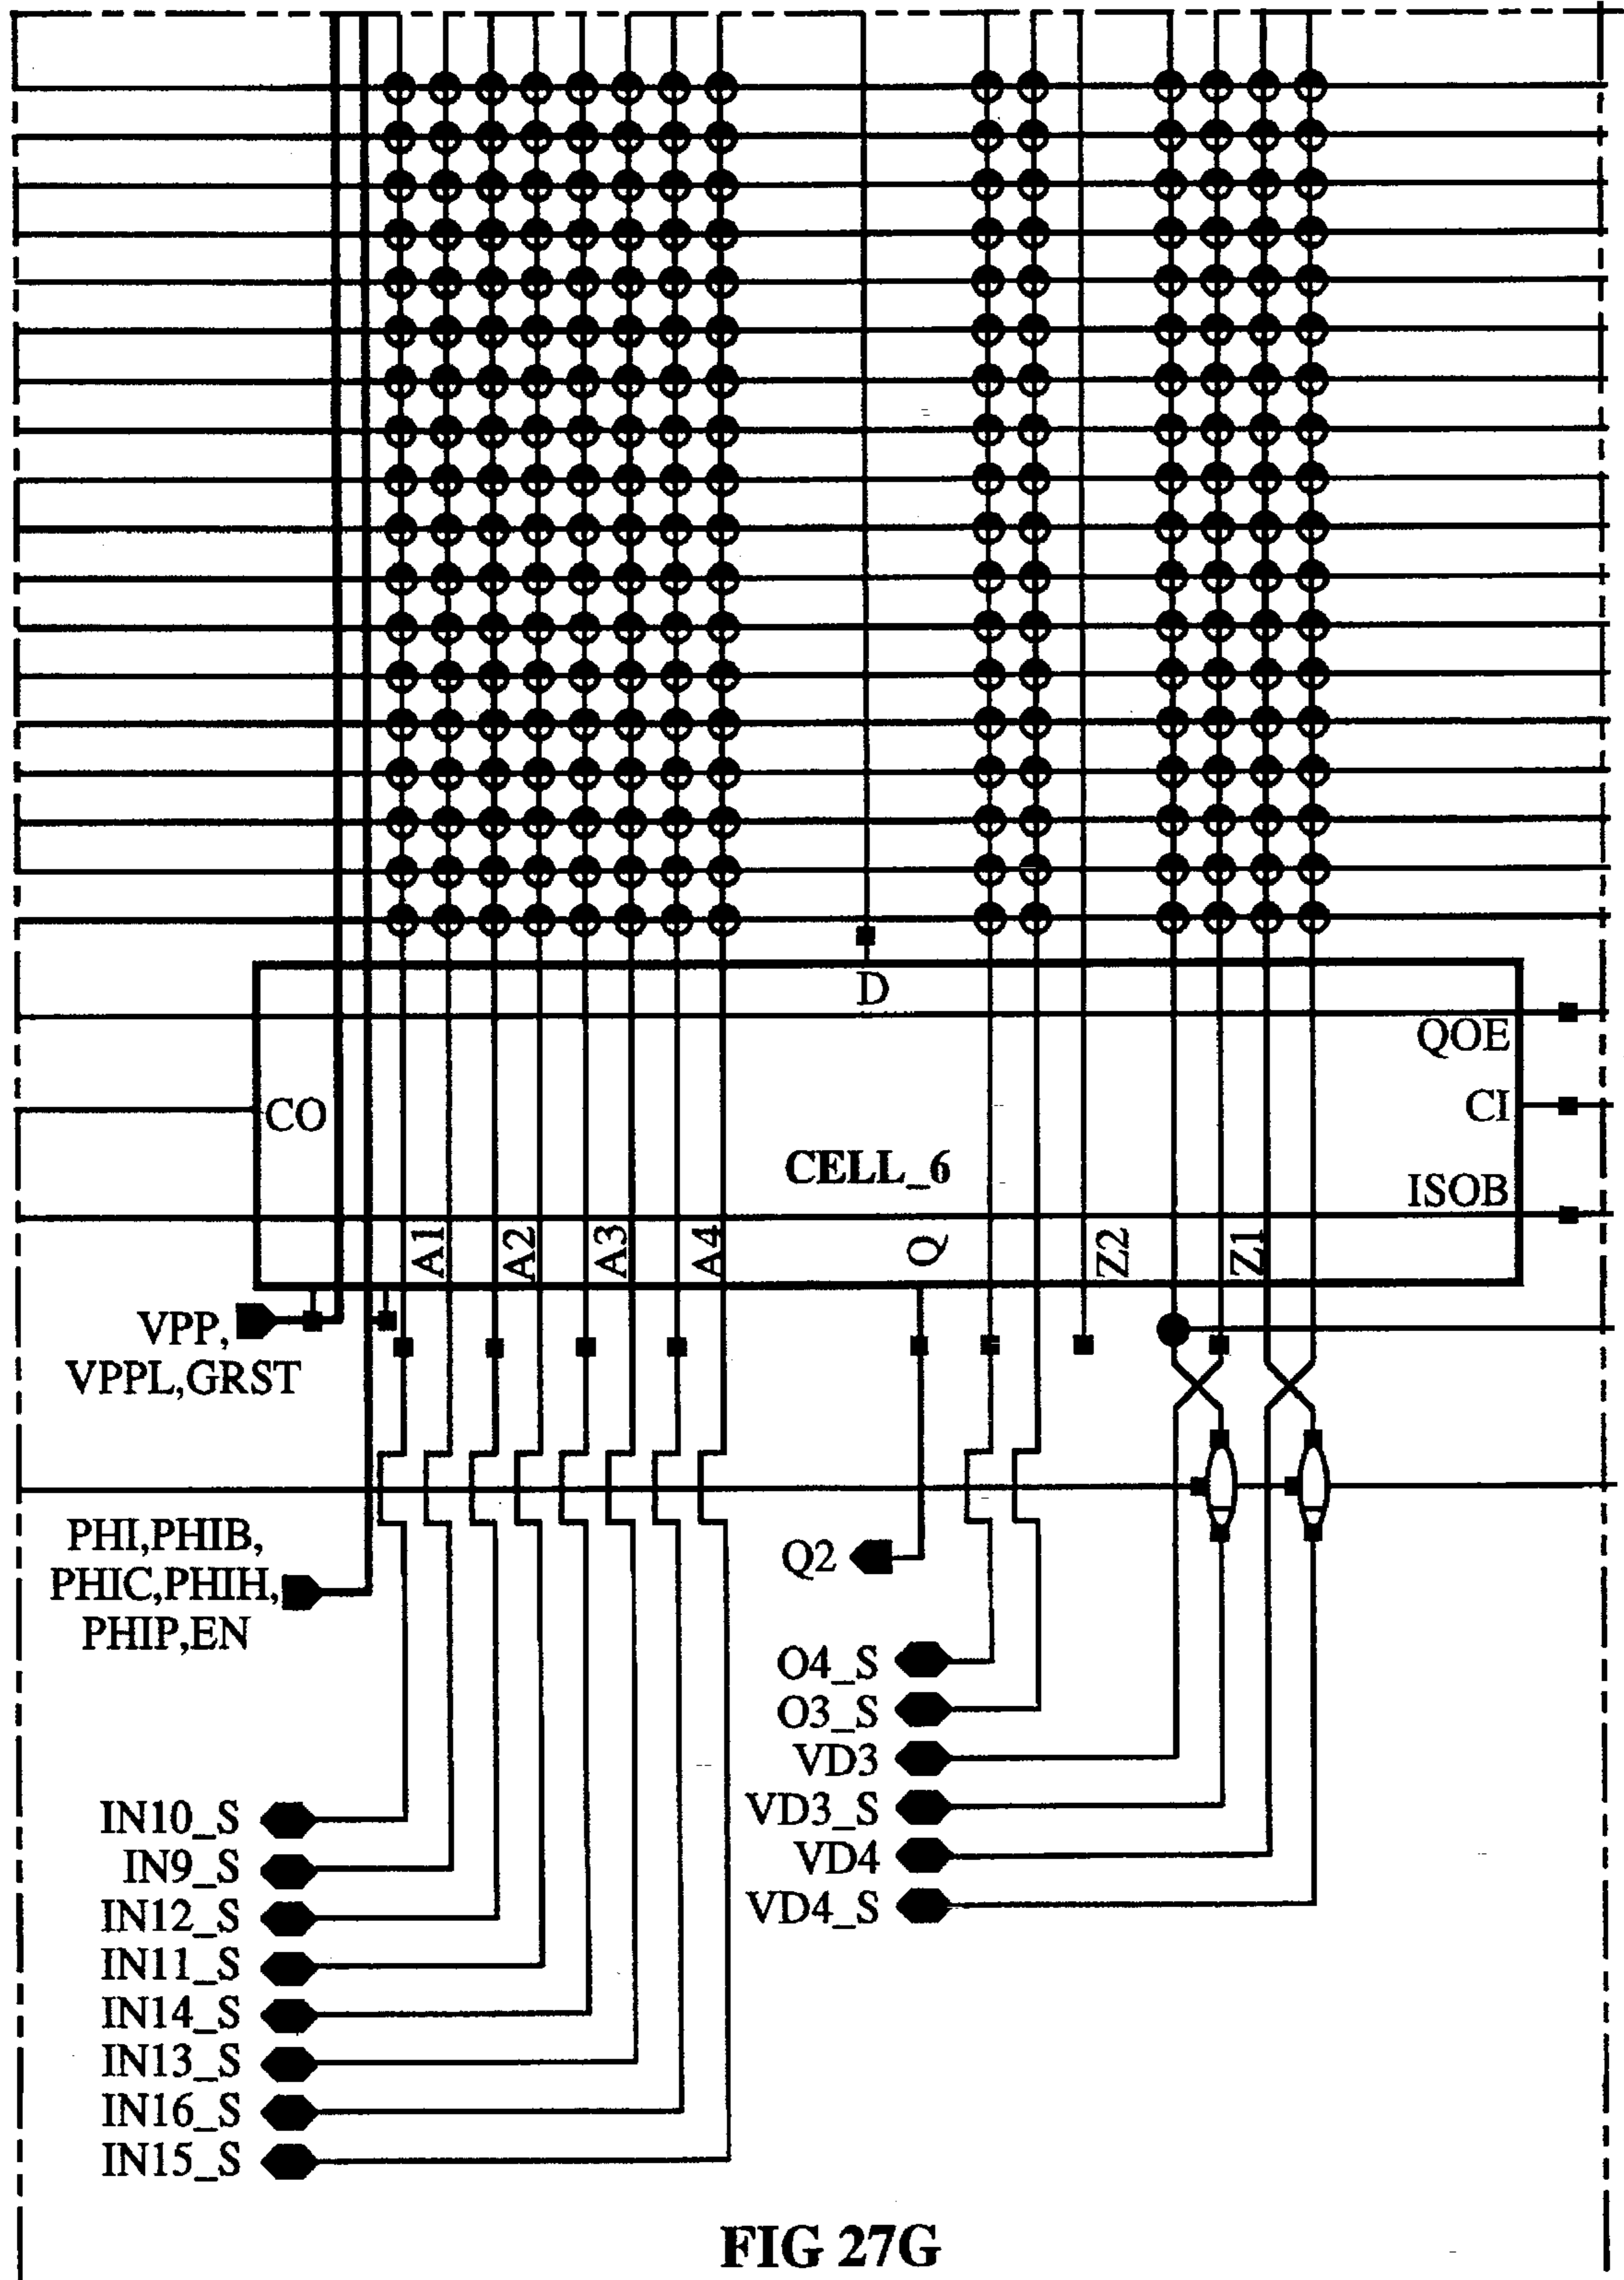 D
QOE
CO
CI
CELL_6
ISOB
A1
A2
A3
A4
Q
Z2
Z1
VPP,
VPPL,GRST
PHI,PHIB,
PHIC,PHIH,
PHIP,EN
Q2
O4_S
O3_S
VD3
VD3_S
VD4
VD4_S
IN10_S
IN9_S
IN12_S
IN11_S
IN14_S
IN13_S
IN16_S
IN15_S
FIG 27G